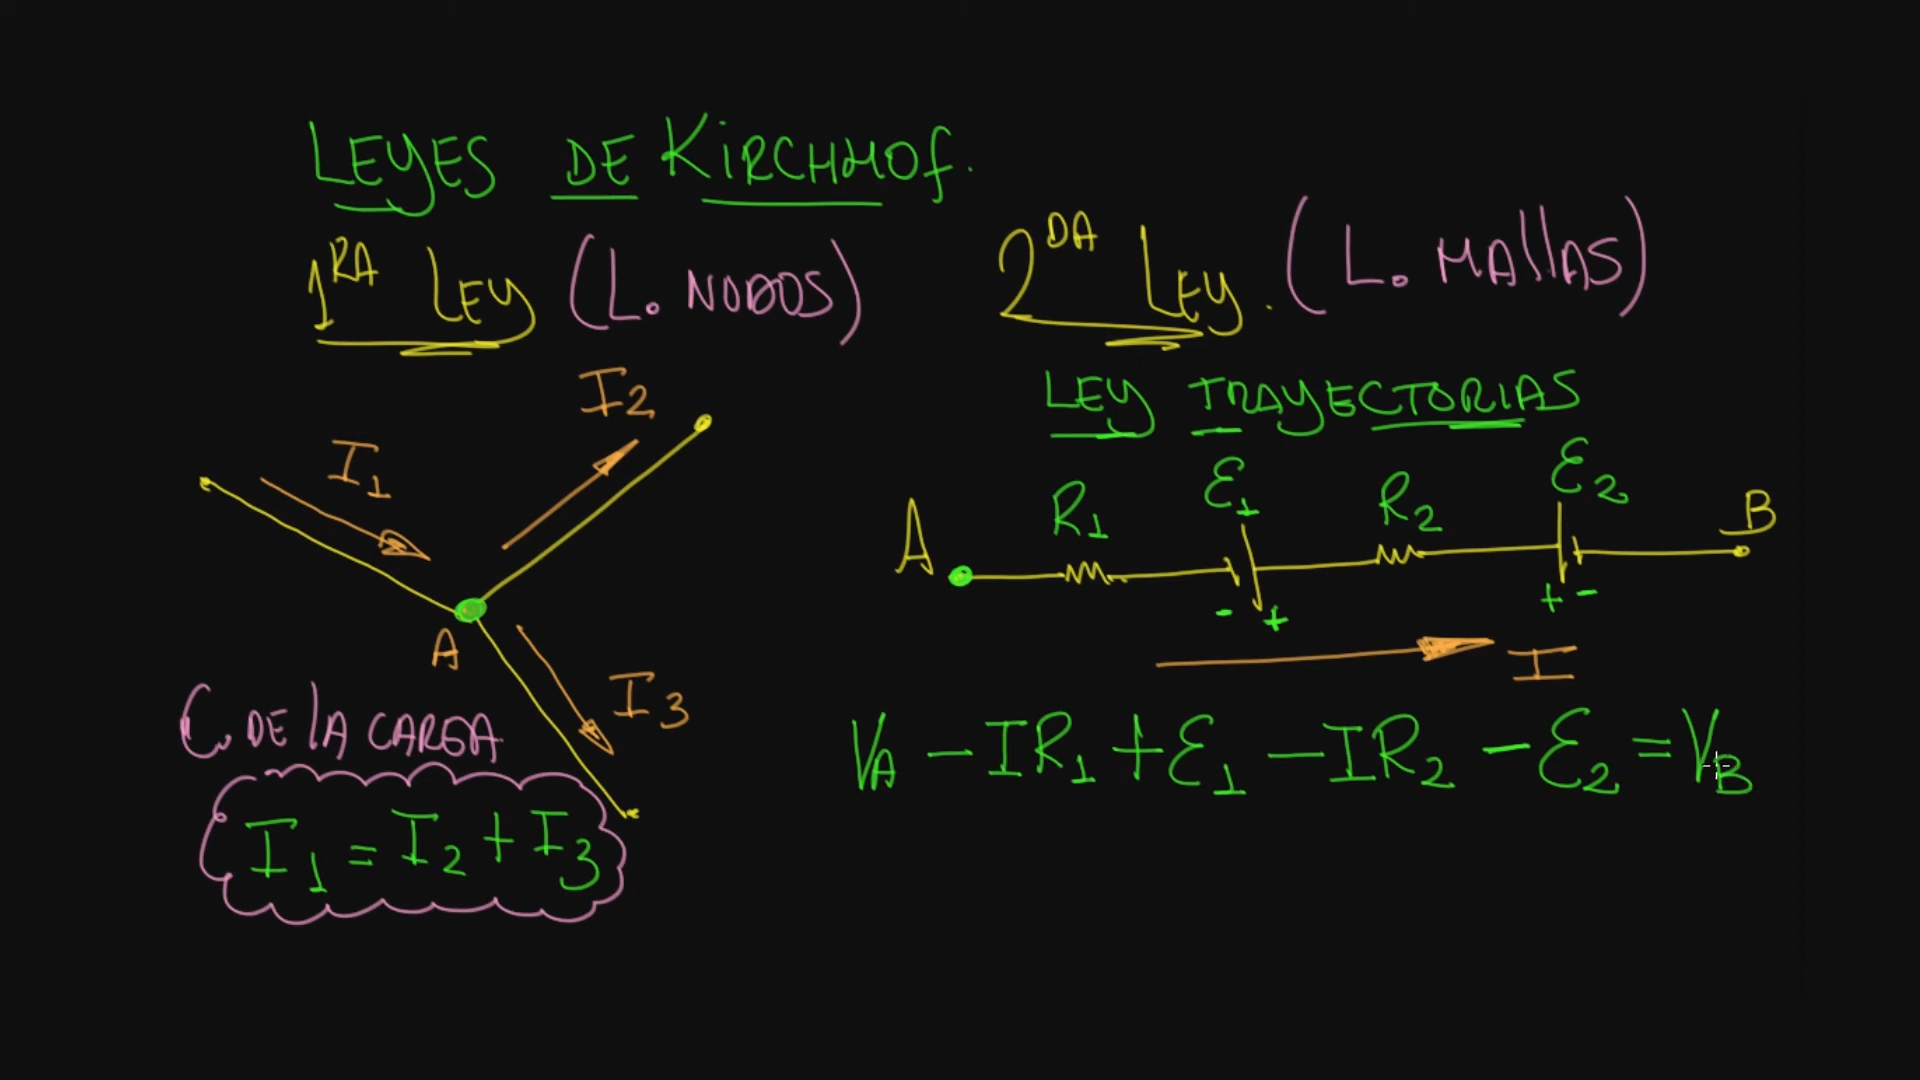 LEYES DE KIRCHHOf.
1RA LEY (L. NODOS)
I1
I2
A
I3
C. DE lA CARGA
I1 = I2 + I3
2DA LEY. (L. MAllAS)
LEY TRAYECTORIAS
A R1 ε1 R2 ε2 B
- + + -
I
VA - IR1 + ε1 - IR2 - ε2 = VB